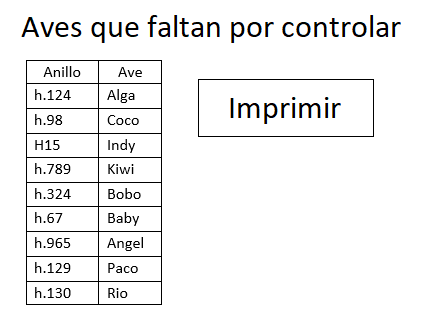 Aves que faltan por controlar
Anillo Ave
h.124 Alga
h.98 Coco
H15 Indy
h.789 Kiwi
h.324 Bobo
h.67 Baby
h.965 Angel
h.129 Paco
h.130 Rio
Imprimir